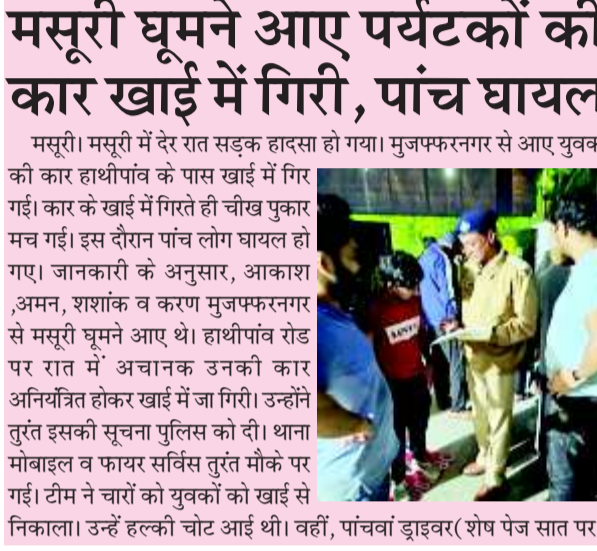 मसूरी घूमने आए पर्यटकों की
कार खाई में गिरी, पांच घायल
मसूरी। मसूरी में देर रात सड़क हादसा हो गया। मुजफ्फरनगर से आए युवक
की कार हाथीपांव के पास खाई में गिर
गई। कार के खाई में गिरते ही चीख पुकार
मच गई। इस दौरान पांच लोग घायल हो
गए। जानकारी के अनुसार, आकाश
,अमन, शशांक व करण मुजफ्फरनगर
से मसूरी घूमने आए थे। हाथीपांव रोड
पर रात में अचानक उनकी कार
अनियंत्रित होकर खाई में जा गिरी। उन्होंने
तुरंत इसकी सूचना पुलिस को दी। थाना
मोबाइल व फायर सर्विस तुरंत मौके पर
गई। टीम ने चारों को युवकों को खाई से
निकाला। उन्हें हल्की चोट आई थी। वहीं, पांचवां ड्राइवर(शेष पेज सात पर